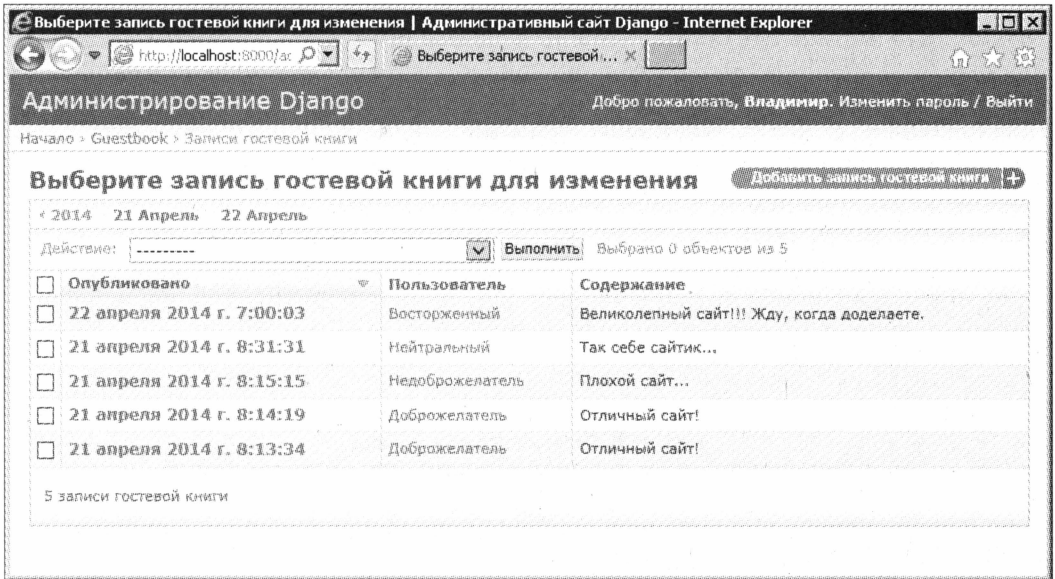 Выберите запись гостевой книги для изменения | Административный сайт Django - Internet Explorer
http://localhost:8000/ac
Выберите запись гостевой ...
Администрирование Django
Добро пожаловать, Владимир. Изменить пароль / Выйти
Начало › Guestbook › Записи гостевой книги
Выберите запись гостевой книги для изменения
Добавить запись гостевой книги +
‹ 2014 21 Апрель 22 Апрель
Действие: --------- Выполнить Выбрано 0 объектов из 5
Опубликовано Пользователь Содержание
22 апреля 2014 г. 7:00:03 Восторженный Великолепный сайт!!! Жду, когда доделаете.
21 апреля 2014 г. 8:31:31 Нейтральный Так себе сайтик...
21 апреля 2014 г. 8:15:15 Недоброжелатель Плохой сайт...
21 апреля 2014 г. 8:14:19 Доброжелатель Отличный сайт!
21 апреля 2014 г. 8:13:34 Доброжелатель Отличный сайт!
5 записи гостевой книги